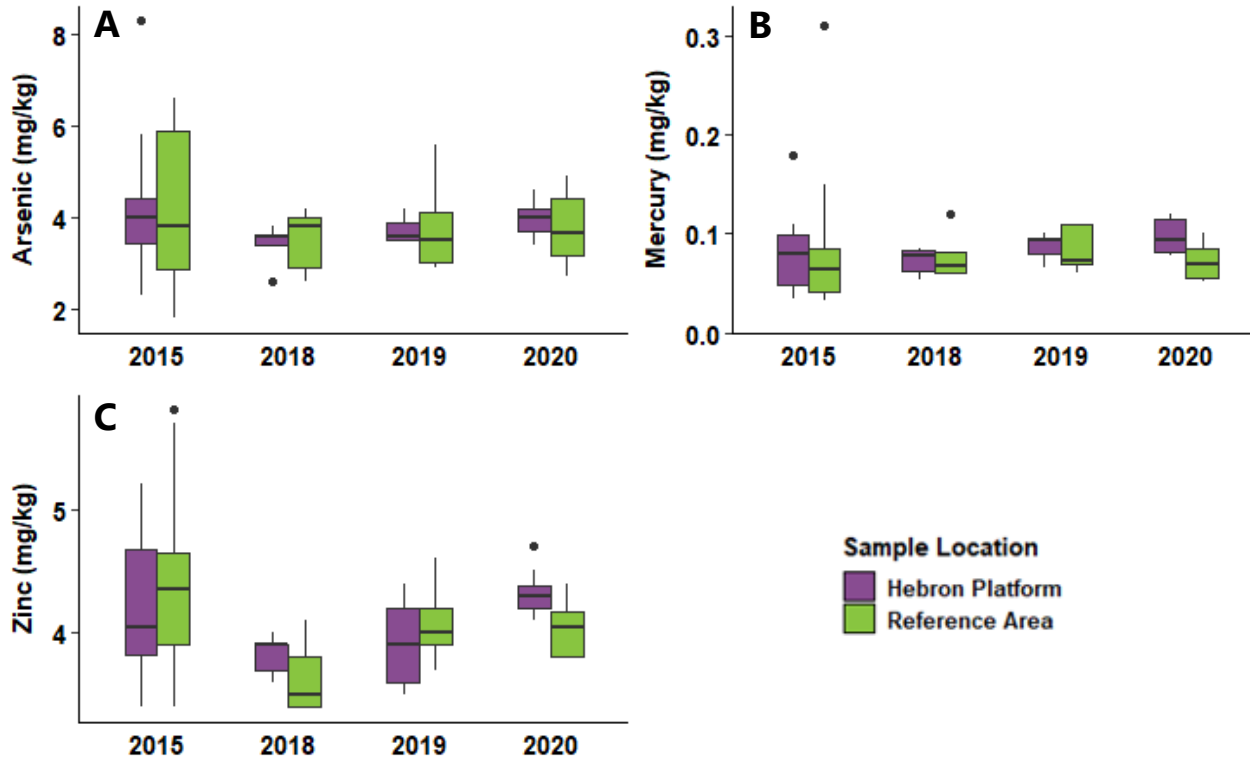 A
Arsenic (mg/kg)
8
6
4
2
2015 2018 2019 2020
B
Mercury (mg/kg)
0.3
0.2
0.1
0.0
2015 2018 2019 2020
C
Zinc (mg/kg)
5
4
2015 2018 2019 2020
Sample Location
Hebron Platform
Reference Area